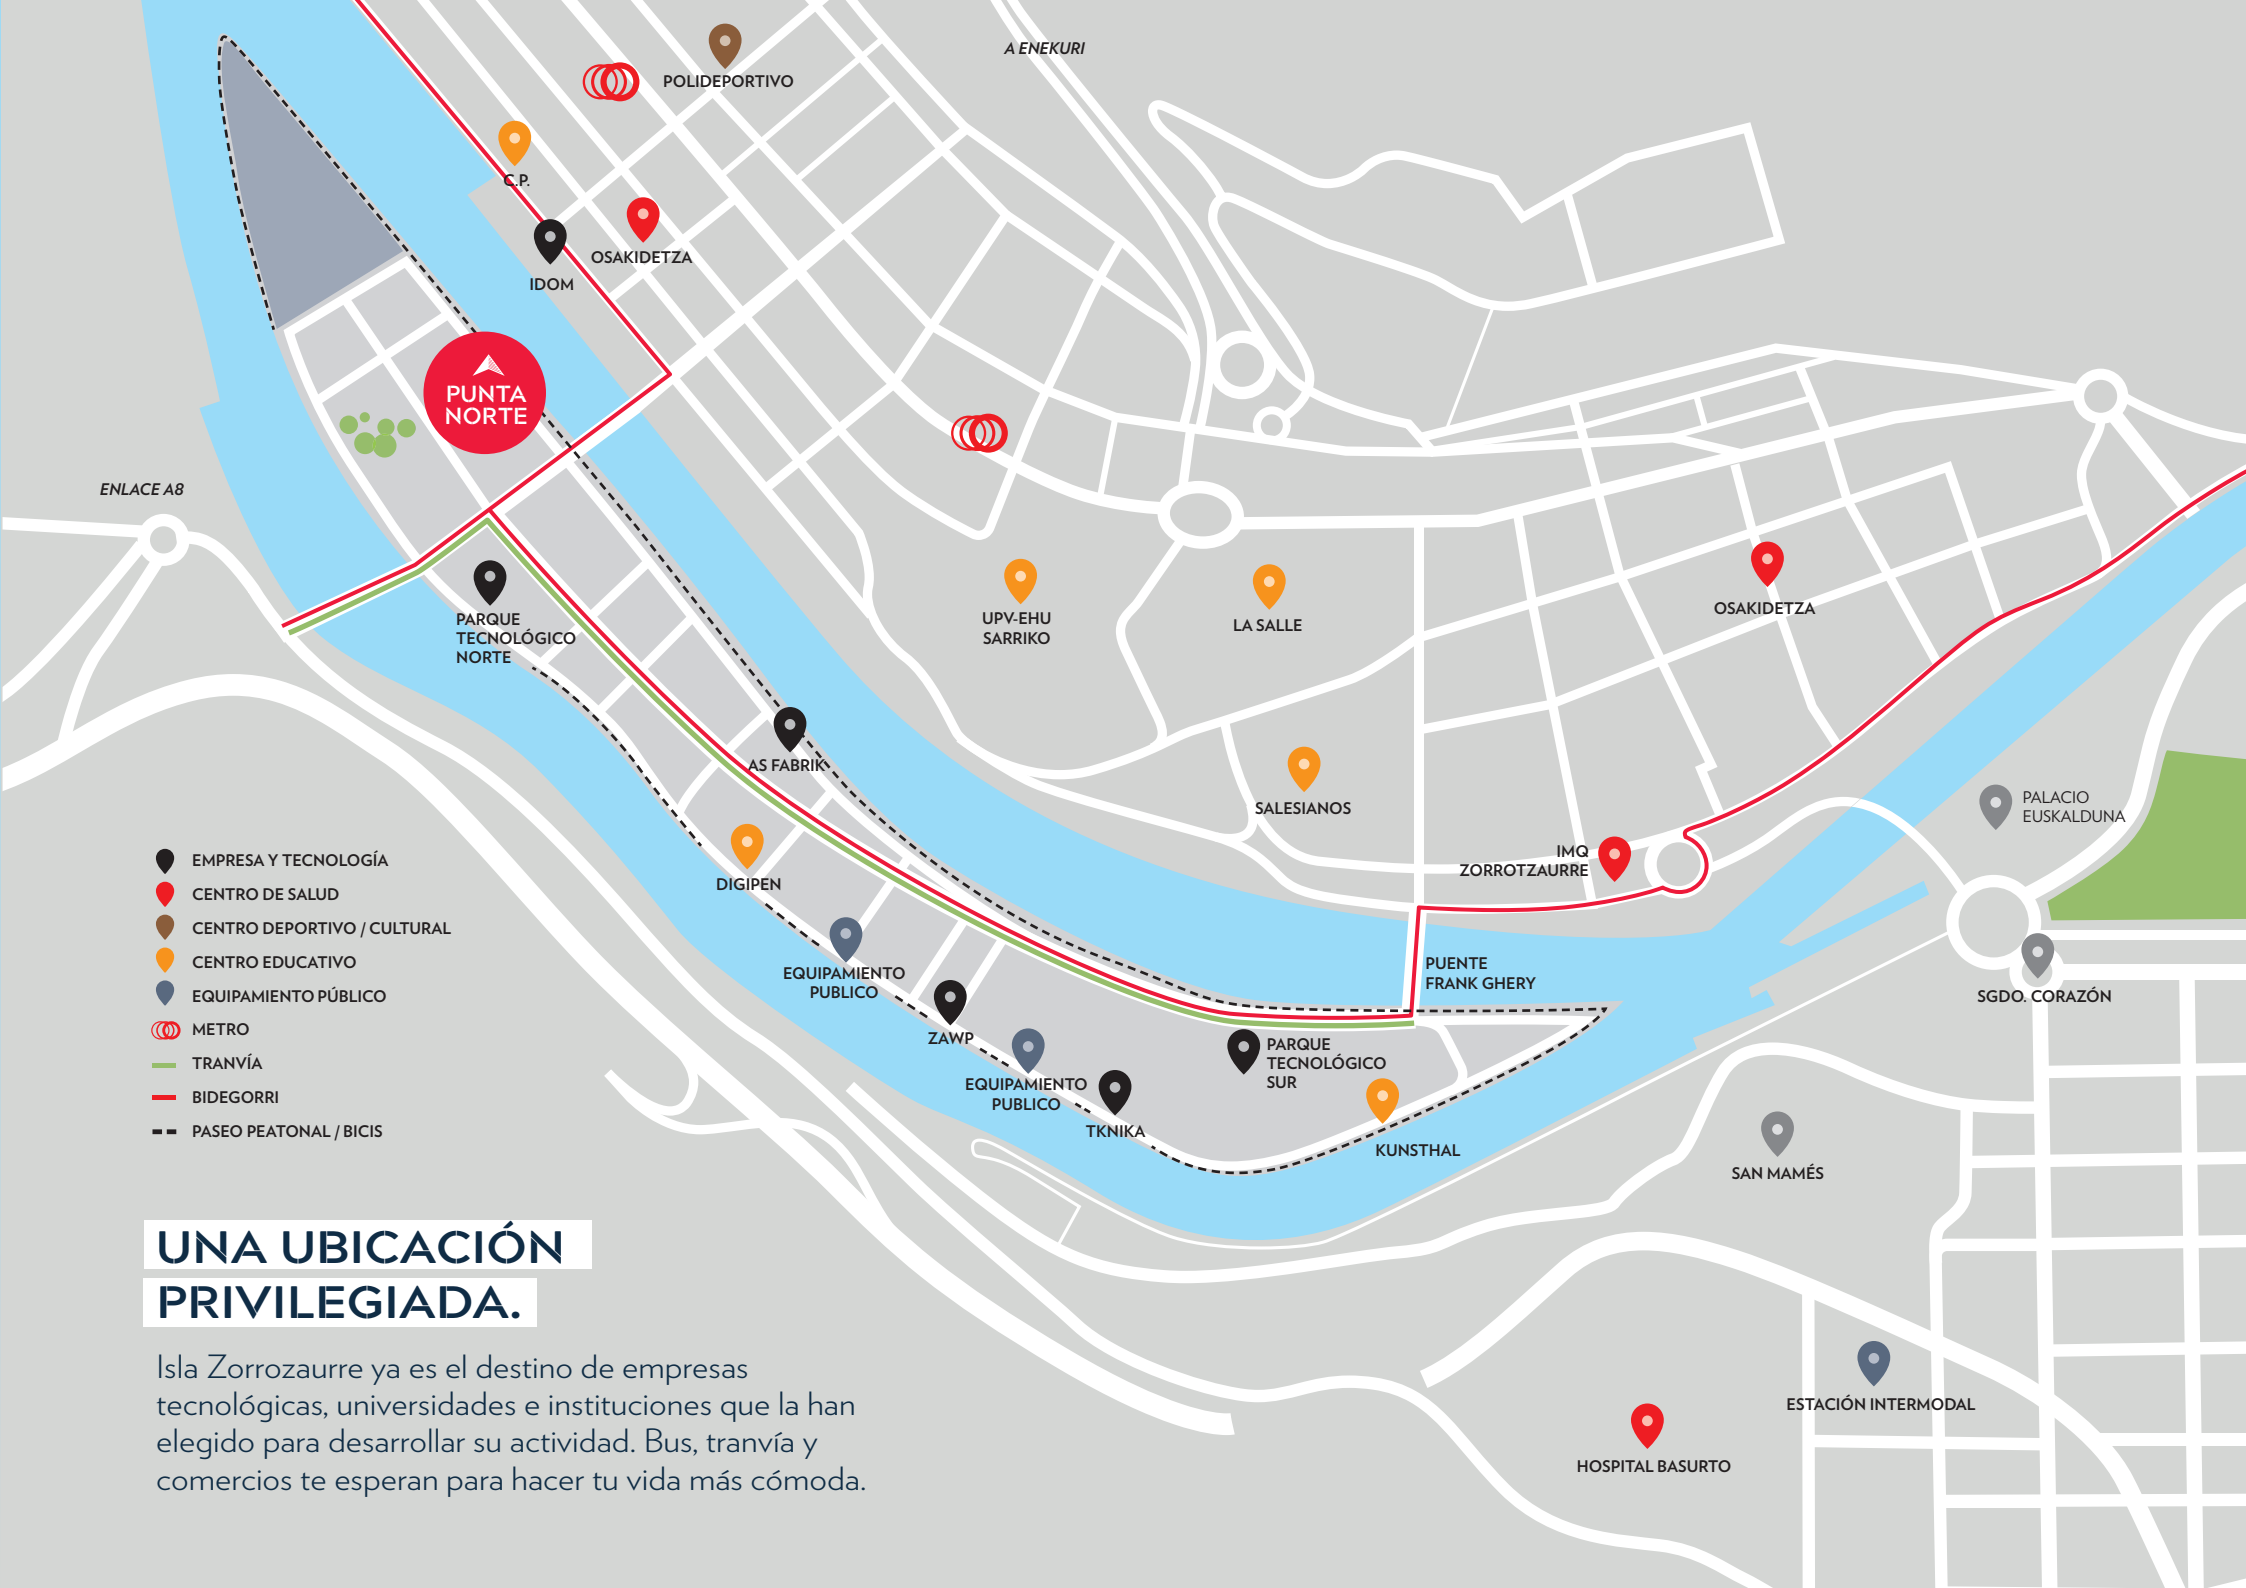 A ENEKURI
POLIDEPORTIVO
C.P.
OSAKIDETZA
IDOM
PUNTA
NORTE
ENLACE A8
PARQUE
TECNOLÓGICO
NORTE
UPV-EHU
SARRIKO
LA SALLE
OSAKIDETZA
AS FABRIK
SALESIANOS
PALACIO
EUSKALDUNA
IMQ
ZORROTZAURRE
DIGIPEN
EQUIPAMIENTO
PUBLICO
PUENTE
FRANK GHERY
SGDO. CORAZÓN
ZAWP
PARQUE
TECNOLÓGICO
SUR
EQUIPAMIENTO
PUBLICO
TKNIKA
KUNSTHAL
SAN MAMÉS
ESTACIÓN INTERMODAL
HOSPITAL BASURTO
EMPRESA Y TECNOLOGÍA
CENTRO DE SALUD
CENTRO DEPORTIVO / CULTURAL
CENTRO EDUCATIVO
EQUIPAMIENTO PÚBLICO
METRO
TRANVÍA
BIDEGORRI
PASEO PEATONAL / BICIS
UNA UBICACIÓN
PRIVILEGIADA.
Isla Zorrozaurre ya es el destino de empresas
tecnológicas, universidades e instituciones que la han
elegido para desarrollar su actividad. Bus, tranvía y
comercios te esperan para hacer tu vida más cómoda.